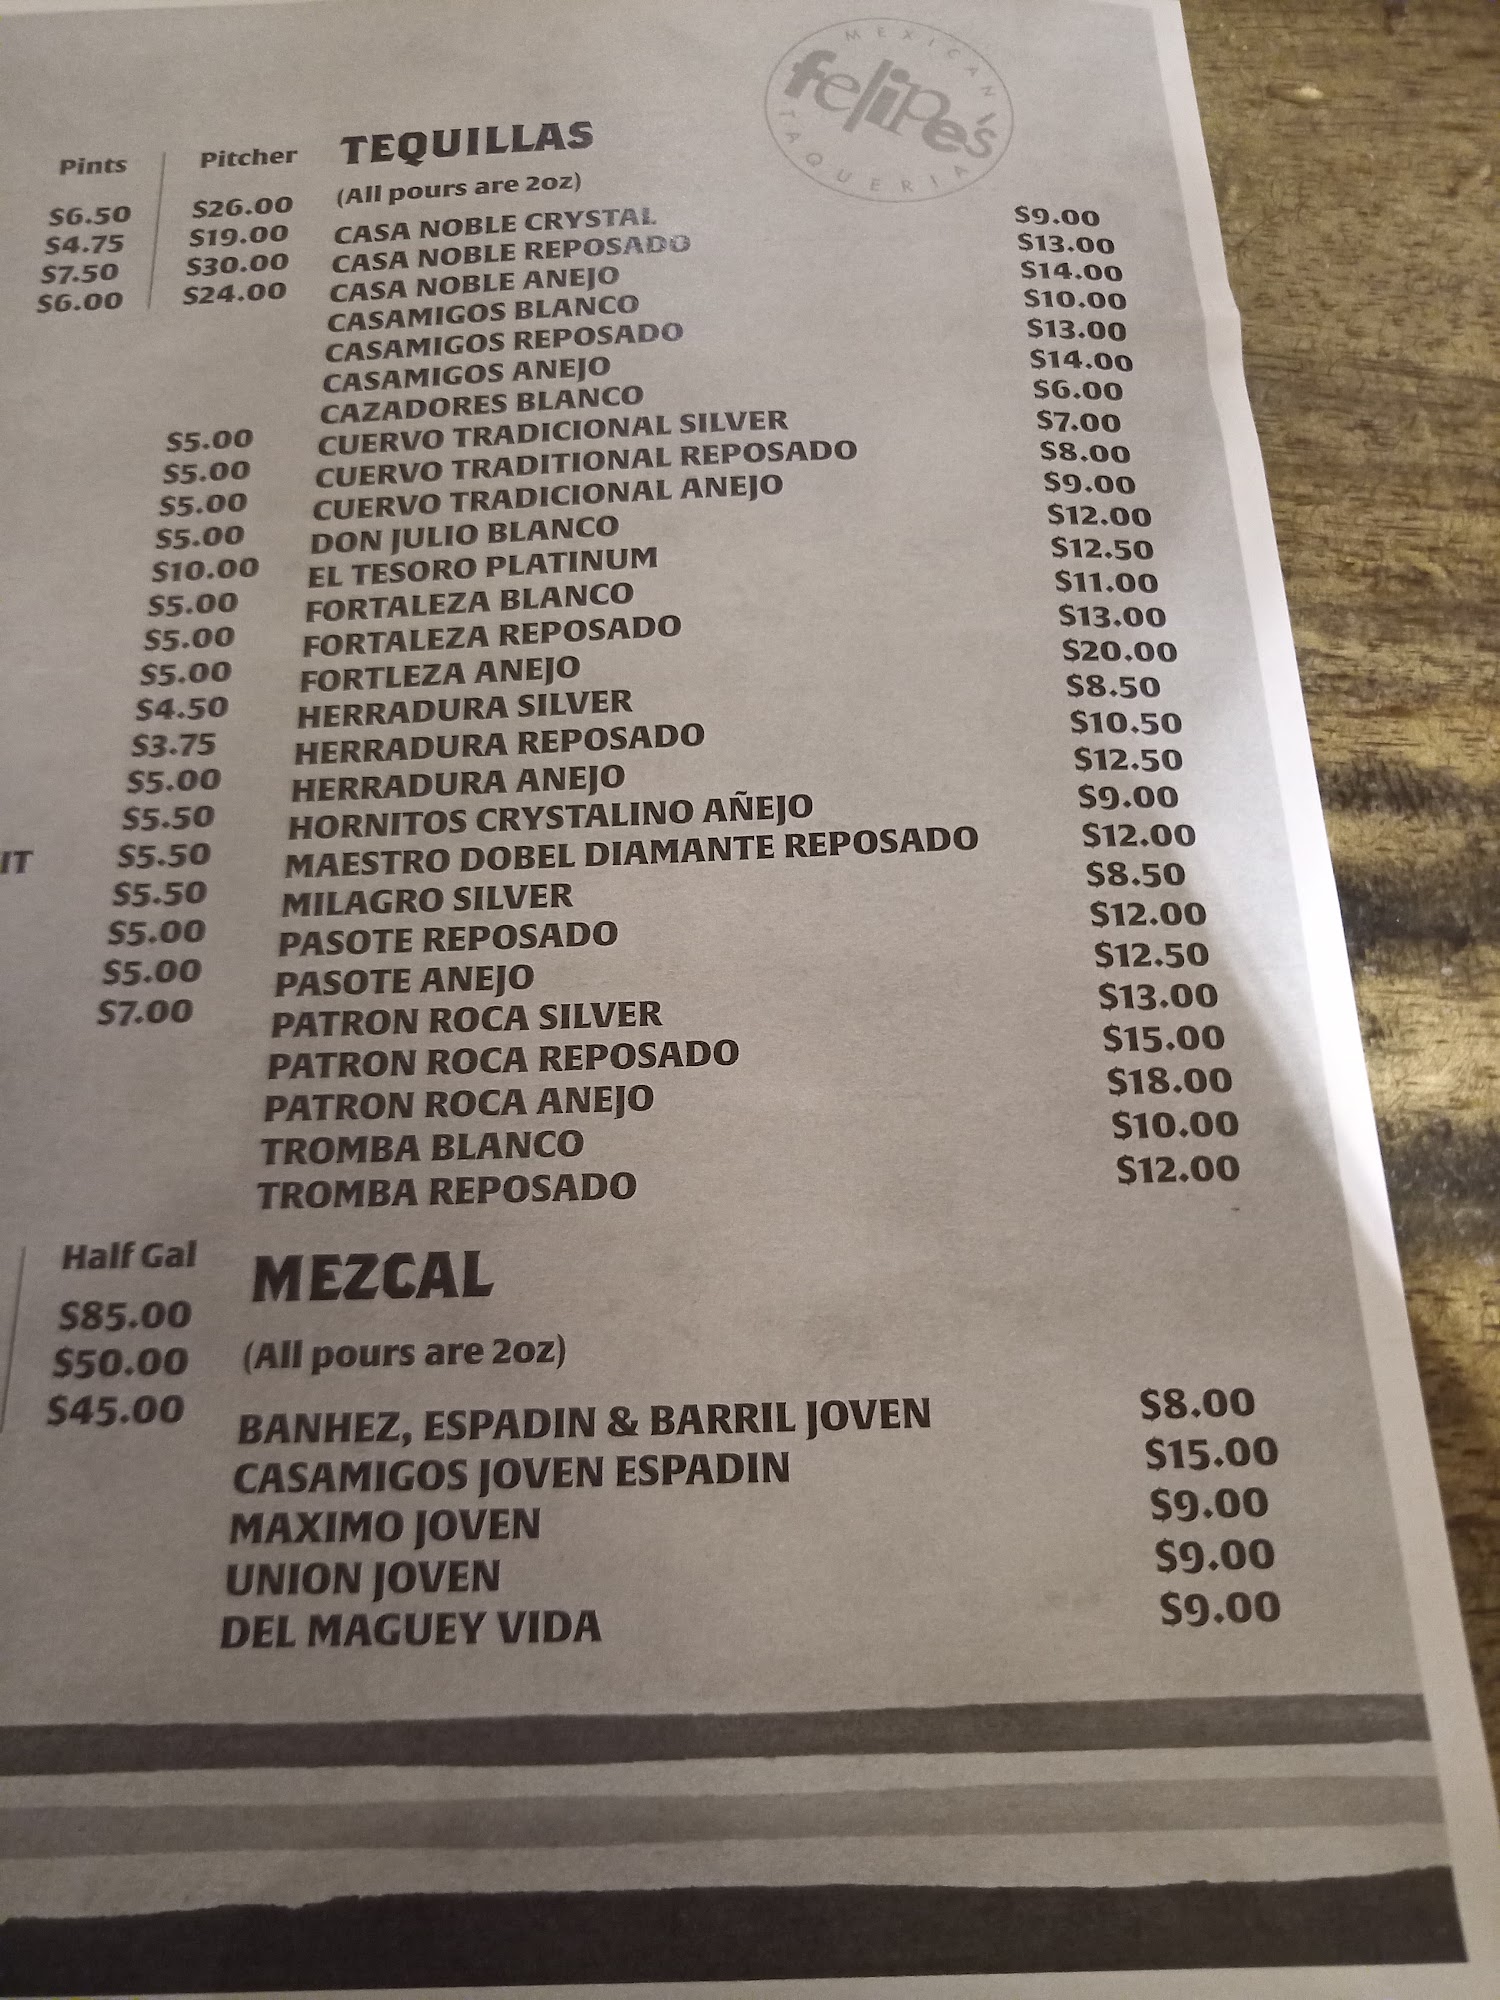 MEXICAN
felipe's
TAQUERIA
Pints Pitcher
$6.50 $26.00
$4.75 $19.00
$7.50 $30.00
$6.00 $24.00
$5.00
$5.00
$5.00
$5.00
$10.00
$5.00
$5.00
$5.00
$4.50
$3.75
$5.00
$5.50
IT $5.50
$5.50
$5.00
$5.00
$7.00
Half Gal
$85.00
$50.00
$45.00
TEQUILLAS
(All pours are 2oz)
CASA NOBLE CRYSTAL $9.00
CASA NOBLE REPOSADO $13.00
CASA NOBLE ANEJO $14.00
CASAMIGOS BLANCO $10.00
CASAMIGOS REPOSADO $13.00
CASAMIGOS ANEJO $14.00
CAZADORES BLANCO $6.00
CUERVO TRADICIONAL SILVER $7.00
CUERVO TRADITIONAL REPOSADO $8.00
CUERVO TRADICIONAL ANEJO $9.00
DON JULIO BLANCO $12.00
EL TESORO PLATINUM $12.50
FORTALEZA BLANCO $11.00
FORTALEZA REPOSADO $13.00
FORTLEZA ANEJO $20.00
HERRADURA SILVER $8.50
HERRADURA REPOSADO $10.50
HERRADURA ANEJO $12.50
HORNITOS CRYSTALINO AÑEJO $9.00
MAESTRO DOBEL DIAMANTE REPOSADO $12.00
MILAGRO SILVER $8.50
PASOTE REPOSADO $12.00
PASOTE ANEJO $12.50
PATRON ROCA SILVER $13.00
PATRON ROCA REPOSADO $15.00
PATRON ROCA ANEJO $18.00
TROMBA BLANCO $10.00
TROMBA REPOSADO $12.00
MEZCAL
(All pours are 2oz)
BANHEZ, ESPADIN & BARRIL JOVEN $8.00
CASAMIGOS JOVEN ESPADIN $15.00
MAXIMO JOVEN $9.00
UNION JOVEN $9.00
DEL MAGUEY VIDA $9.00